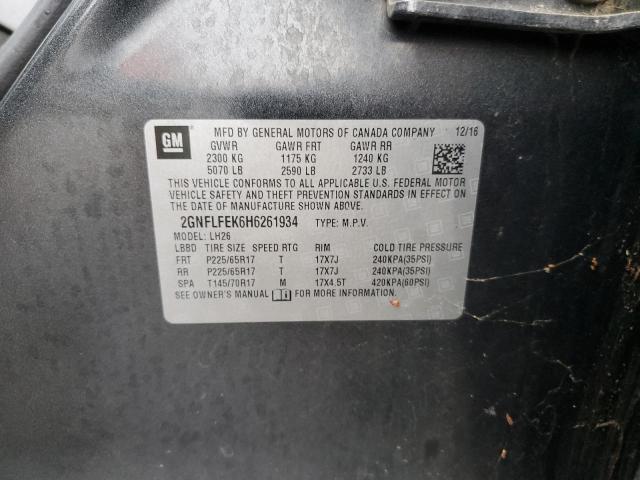 GM
MFD BY GENERAL MOTORS OF CANADA COMPANY 12/16
GVWR GAWR FRT GAWR RR
2300 KG 1175 KG 1240 KG
5070 LB 2590 LB 2733 LB
THIS VEHICLE CONFORMS TO ALL APPLICABLE U.S. FEDERAL MOTOR
VEHICLE SAFETY AND THEFT PREVENTION STANDARDS IN EFFECT ON
THE DATE OF MANUFACTURE SHOWN ABOVE.
2GNFLFEK6H6261934 TYPE: M.P.V.
MODEL: LH26
LBBD TIRE SIZE SPEED RTG RIM COLD TIRE PRESSURE
FRT P225/65R17 T 17X7J 240KPA(35PSI)
RR P225/65R17 T 17X7J 240KPA(35PSI)
SPA T145/70R17 M 17X4.5T 420KPA(60PSI)
SEE OWNER'S MANUAL FOR MORE INFORMATION.